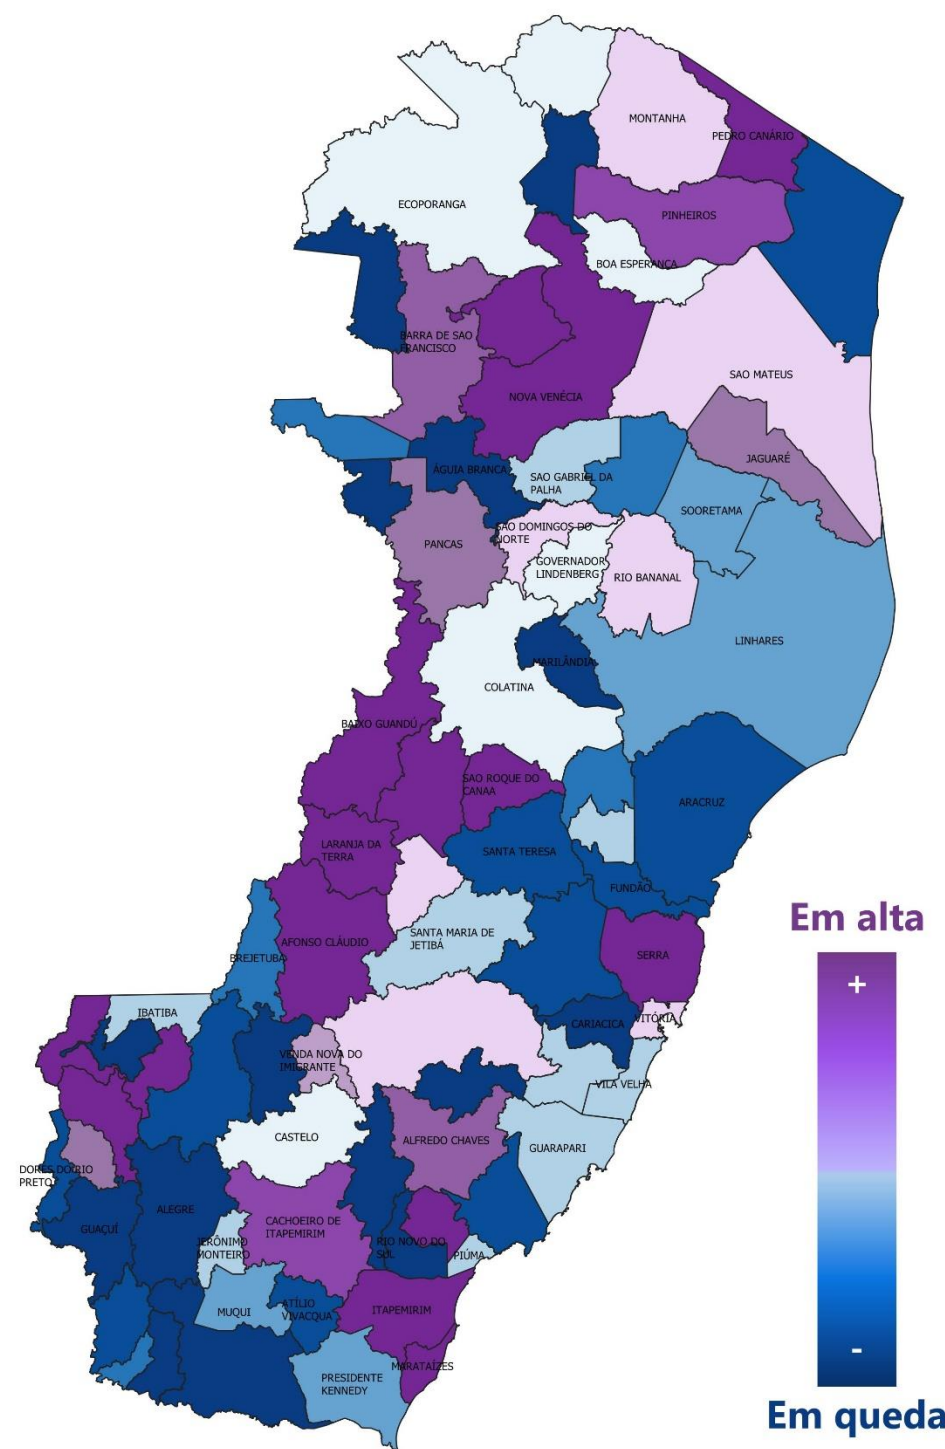 MONTANHA
PEDRO CANÁRIO
ECOPORANGA
PINHEIROS
BOA ESPERANÇA
BARRA DE SAO
FRANCISCO
SAO MATEUS
NOVA VENÉCIA
JAGUARÉ
ÁGUIA BRANCA
SAO GABRIEL DA
PALHA
SOORETAMA
SAO DOMINGOS DO
NORTE
PANCAS
GOVERNADOR
LINDENBERG
RIO BANANAL
LINHARES
MARILÂNDIA
COLATINA
BAIXO GUANDÚ
SAO ROQUE DO
CANAA
ARACRUZ
LARANJA DA
TERRA
SANTA TERESA
FUNDÃO
Em alta
AFONSO CLÁUDIO
SANTA MARIA DE
JETIBÁ
BREJETUBA
SERRA
+
IBATIBA
CARIACICA
VITÓRIA
VENDA NOVA DO
IMIGRANTE
VILA VELHA
CASTELO
ALFREDO CHAVES
GUARAPARI
DORES DO RIO
PRETO
ALEGRE
GUAÇUÍ
CACHOEIRO DE
ITAPEMIRIM
JERÔNIMO
MONTEIRO
RIO NOVO DO
SUL
PIÚMA
ATÍLIO
VIVACQUA
MUQUI
ITAPEMIRIM
-
MARATAÍZES
PRESIDENTE
KENNEDY
Em queda